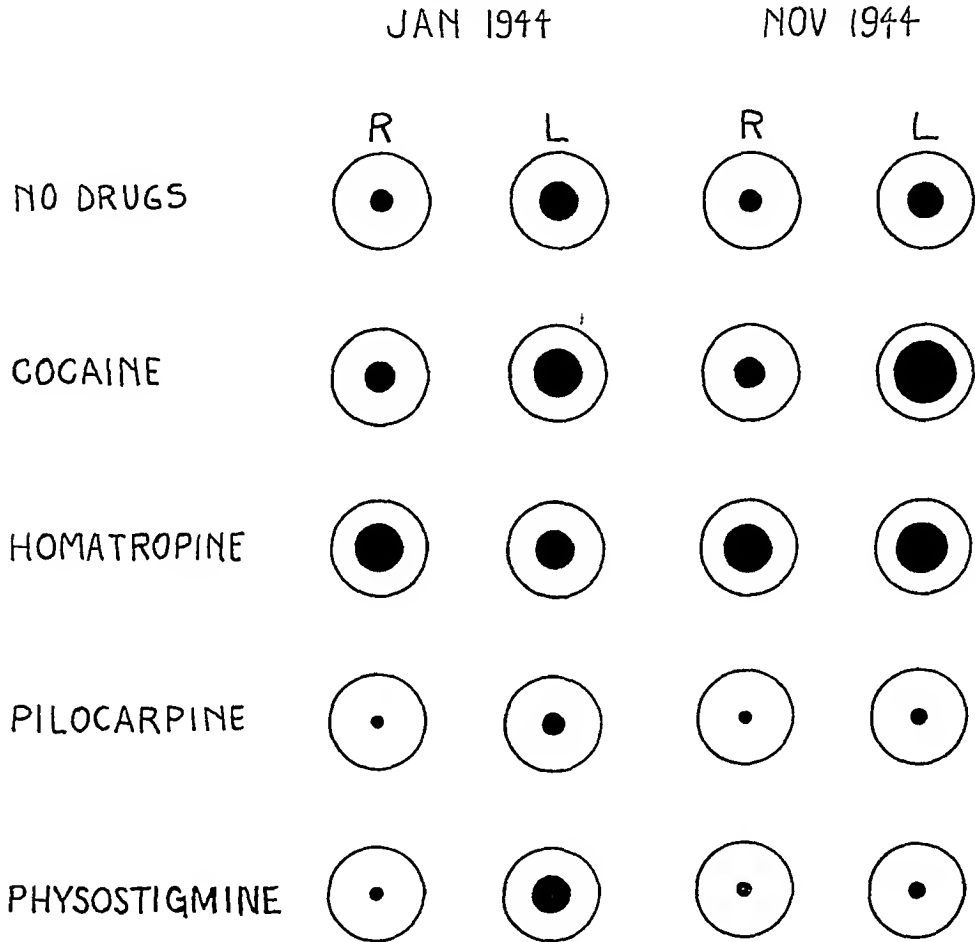 JAN 1944 NOV 1944
R L R L
NO DRUGS
COCAINE
HOMATROPINE
PILOCARPINE
PHYSOSTIGMINE